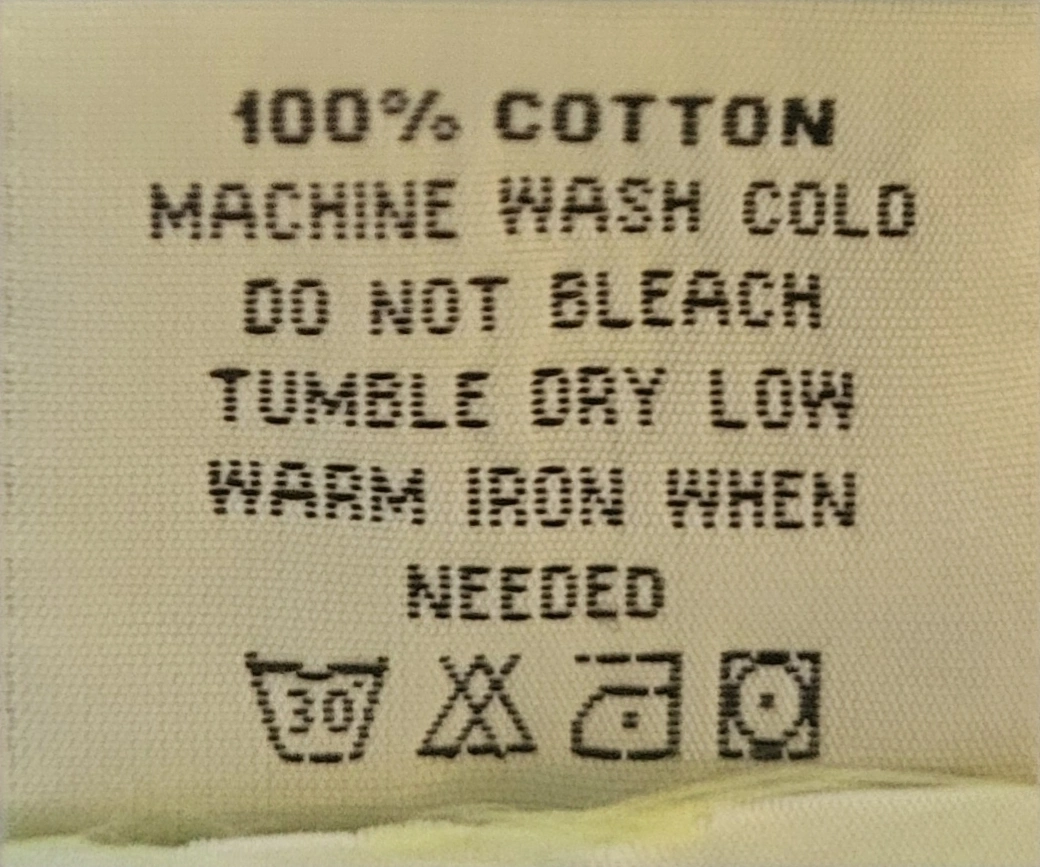 100% COTTON
MACHINE WASH COLD
DO NOT BLEACH
TUMBLE DRY LOW
WARM IRON WHEN
NEEDED
30°